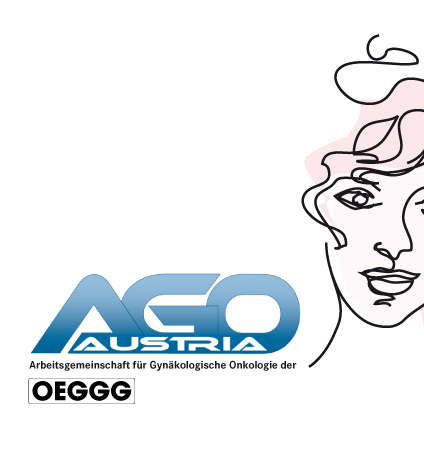 AGO
AUSTRIA
Arbeitsgemeinschaft für Gynäkologische Onkologie der
OEGGG